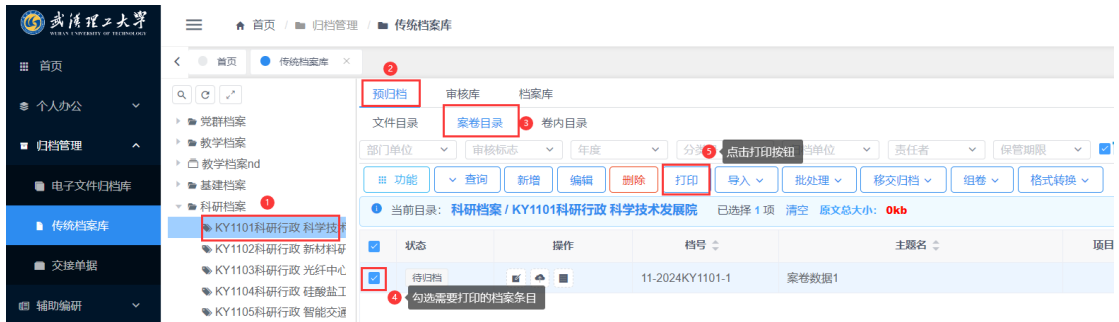 武汉理工大学
WUHAN UNIVERSITY OF TECHNOLOGY
首页 / 归档管理 / 传统档案库
首页
首页 传统档案库 ×
2
个人办公
预归档 审核库 档案库
党群档案
文件目录 案卷目录 3 卷内目录
归档管理
教学档案
部门单位 审核标志 年度 分类 5 点击打印按钮 档单位 责任者 保管期限
教学档案nd
电子文件归档库
基建档案
功能 查询 新增 编辑 删除 打印 导入 批处理 移交归档 组卷 格式转换
科研档案 1
当前目录: 科研档案 / KY1101科研行政 科学技术发展院 已选择 1 项 清空 原文总大小: 0kb
传统档案库
KY1101科研行政 科学技术
状态 操作 档号 主题名 项目
KY1102科研行政 新材料研
交接单据
KY1103科研行政 光纤中心
待归档 11-2024KY1101-1 案卷数据1
KY1104科研行政 硅酸盐工
4 勾选需要打印的档案条目
辅助编研
KY1105科研行政 智能交通